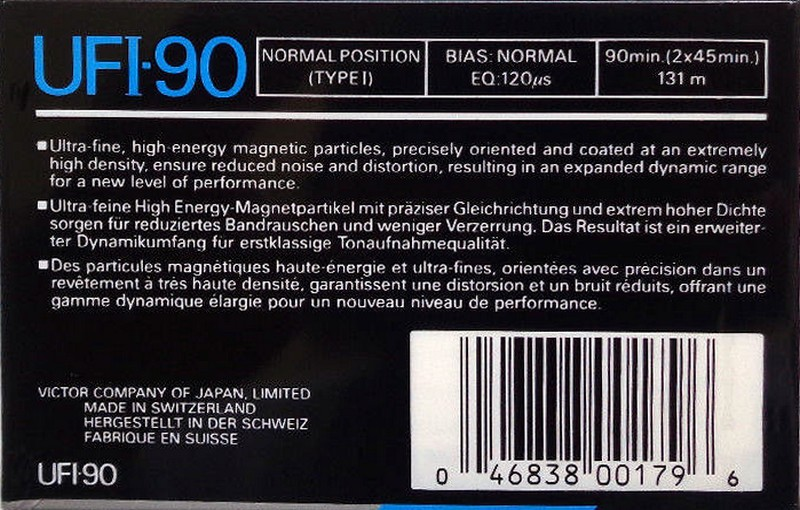 UFI-90
NORMAL POSITION
(TYPE I)
BIAS: NORMAL
EQ:120µs
90min.(2x45min.)
131 m
■Ultra-fine, high-energy magnetic particles, precisely oriented and coated at an extremely
high density, ensure reduced noise and distortion, resulting in an expanded dynamic range
for a new level of performance.
■Ultra-feine High Energy-Magnetpartikel mit präziser Gleichrichtung und extrem hoher Dichte
sorgen für reduziertes Bandrauschen und weniger Verzerrung. Das Resultat ist ein erweiter-
ter Dynamikumfang für erstklassige Tonaufnahmequalität.
■Des particules magnétiques haute-énergie et ultra-fines, orientées avec précision dans un
revêtement à très haute densité, garantissent une distorsion et un bruit réduits, offrant une
gamme dynamique élargie pour un nouveau niveau de performance.
VICTOR COMPANY OF JAPAN, LIMITED
MADE IN SWITZERLAND
HERGESTELLT IN DER SCHWEIZ
FABRIQUE EN SUISSE
UFI-90
0 46838 00179 6